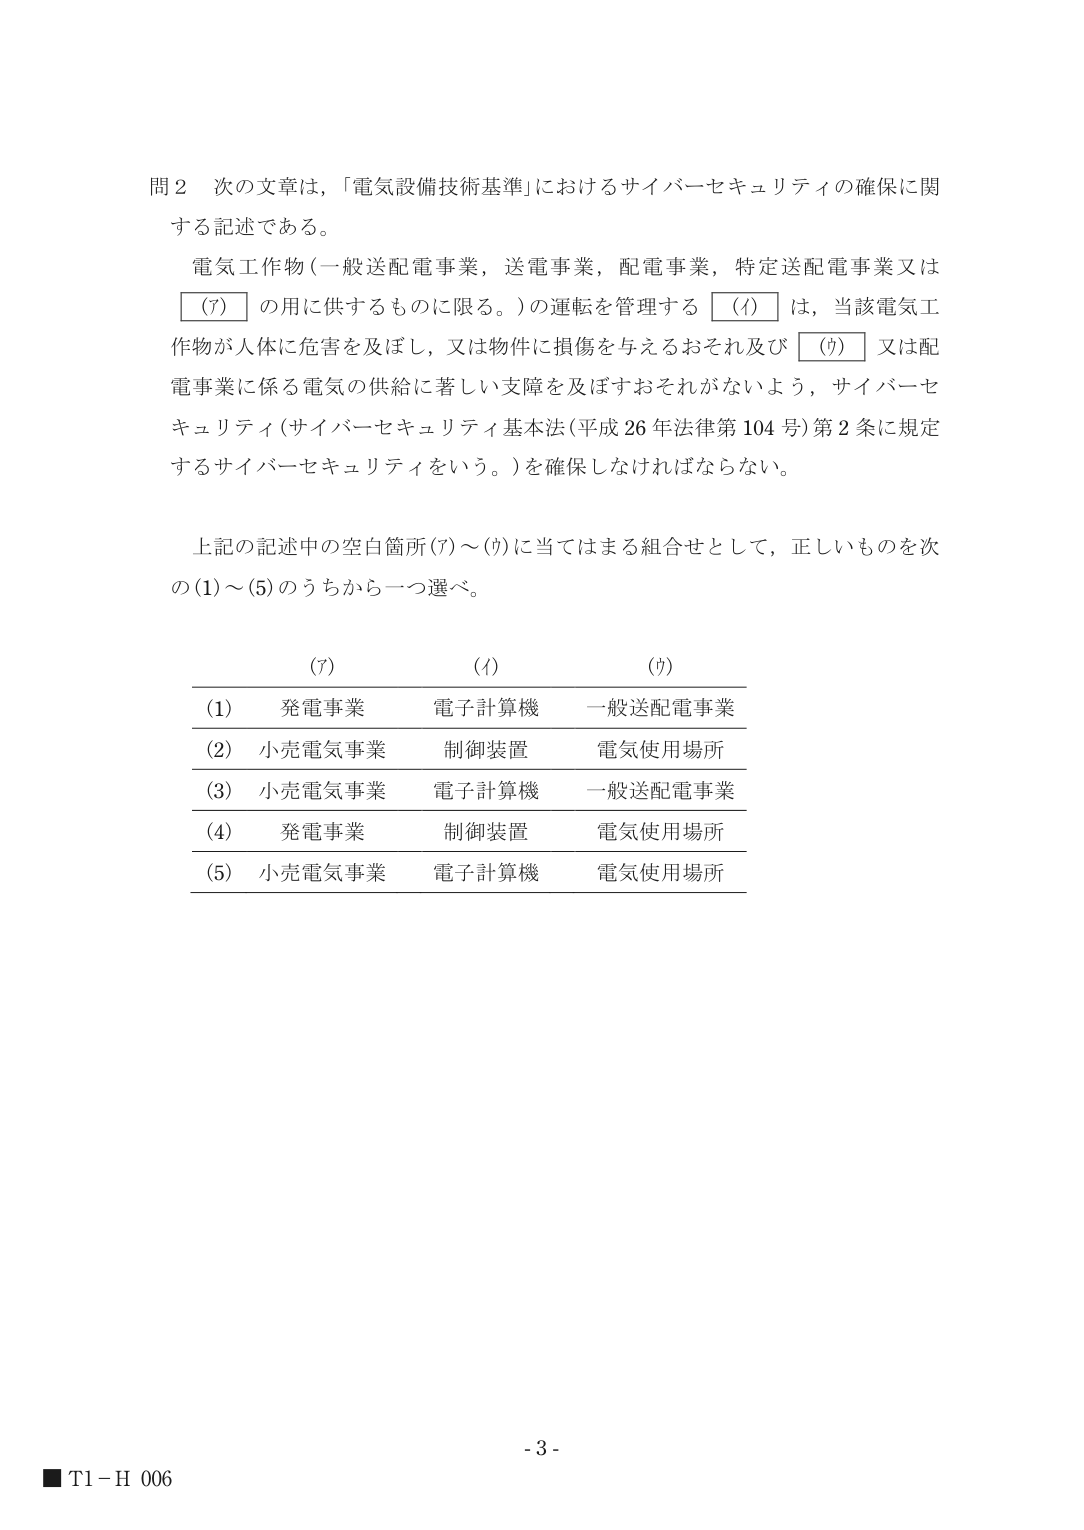 問2　次の文章は，「電気設備技術基準」におけるサイバーセキュリティの確保に関
する記述である。
電気工作物(一般送配電事業，送電事業，配電事業，特定送配電事業又は
(ア) の用に供するものに限る。)の運転を管理する (イ) は，当該電気工
作物が人体に危害を及ぼし，又は物件に損傷を与えるおそれ及び (ウ) 又は配
電事業に係る電気の供給に著しい支障を及ぼすおそれがないよう，サイバーセ
キュリティ(サイバーセキュリティ基本法(平成 26 年法律第 104 号)第 2 条に規定
するサイバーセキュリティをいう。)を確保しなければならない。
上記の記述中の空白箇所(ア)～(ウ)に当てはまる組合せとして，正しいものを次
の(1)～(5)のうちから一つ選べ。
(ア)　(イ)　(ウ)
(1)　発電事業　電子計算機　一般送配電事業
(2)　小売電気事業　制御装置　電気使用場所
(3)　小売電気事業　電子計算機　一般送配電事業
(4)　発電事業　制御装置　電気使用場所
(5)　小売電気事業　電子計算機　電気使用場所
- 3 -
■ T1－H 006